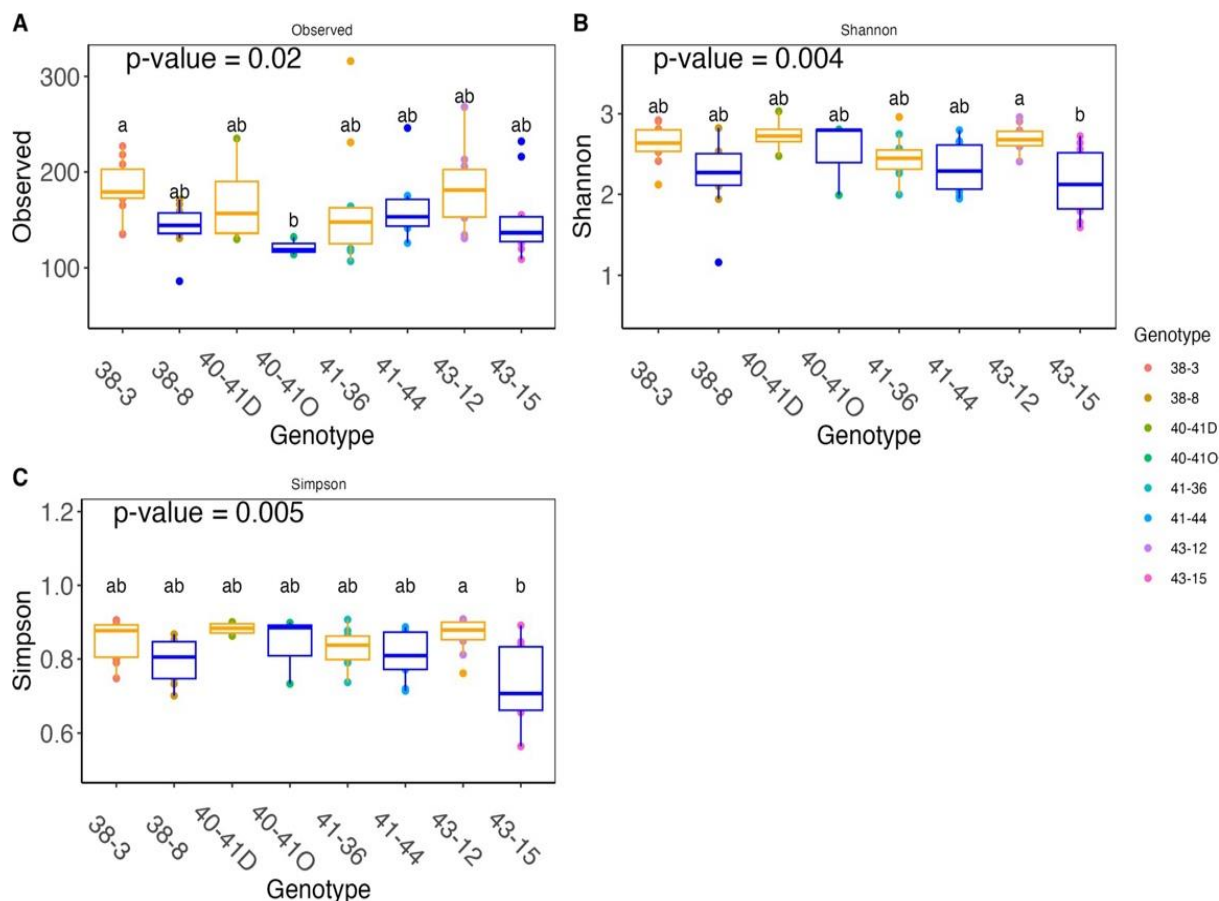 A
Observed
p-value = 0.02
300
200
100
Observed
a
ab
ab
b
ab
ab
ab
ab
38-3
38-8
40-41D
40-41O
41-36
41-44
43-12
43-15
Genotype
B
Shannon
p-value = 0.004
3
2
1
Shannon
ab
ab
ab
ab
ab
ab
a
b
38-3
38-8
40-41D
40-41O
41-36
41-44
43-12
43-15
Genotype
Genotype
38-3
38-8
40-41D
40-41O
41-36
41-44
43-12
43-15
C
Simpson
p-value = 0.005
1.2
1.0
0.8
0.6
Simpson
ab
ab
ab
ab
ab
ab
a
b
38-3
38-8
40-41D
40-41O
41-36
41-44
43-12
43-15
Genotype